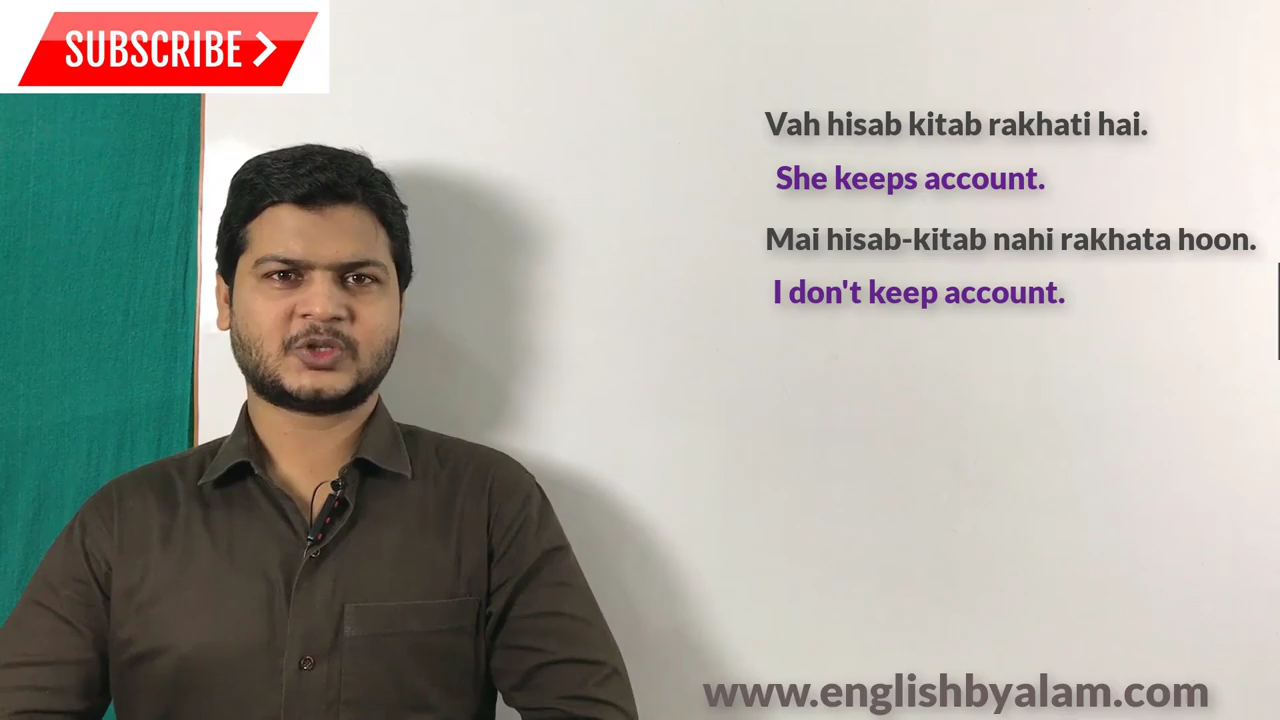 SUBSCRIBE
Vah hisab kitab rakhati hai.
She keeps account.
Mai hisab-kitab nahi rakhata hoon.
I don't keep account.
www.englishbyalam.com